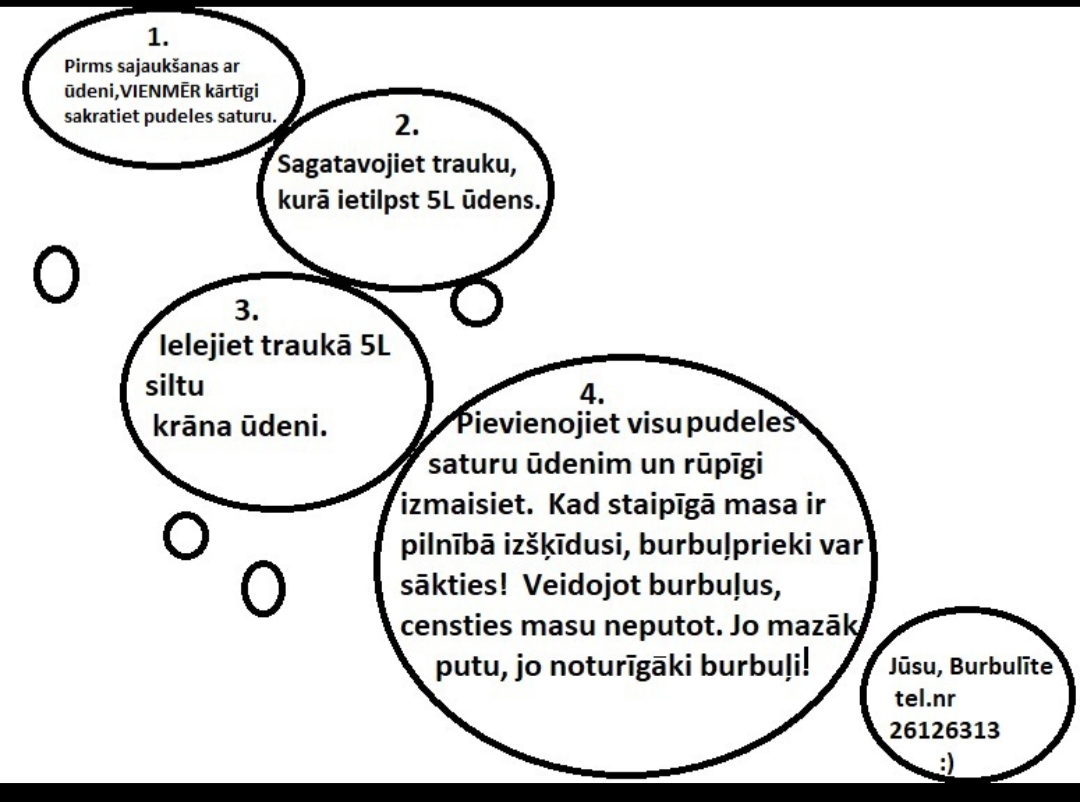 1.
Pirms sajaukšanas ar
ūdeni,VIENMĒR kārtīgi
sakratiet pudeles saturu.
2.
Sagatavojiet trauku,
kurā ietilpst 5L ūdens.
3.
Ielejiet traukā 5L
siltu
krāna ūdeni.
4.
Pievienojiet visu pudeles
saturu ūdenim un rūpīgi
izmaisiet. Kad staipīgā masa ir
pilnībā izšķīdusi, burbuļprieki var
sākties! Veidojot burbuļus,
censties masu neputot. Jo mazāk
putu, jo noturīgāki burbuļi!
Jūsu, Burbulīte
tel.nr
26126313
:)